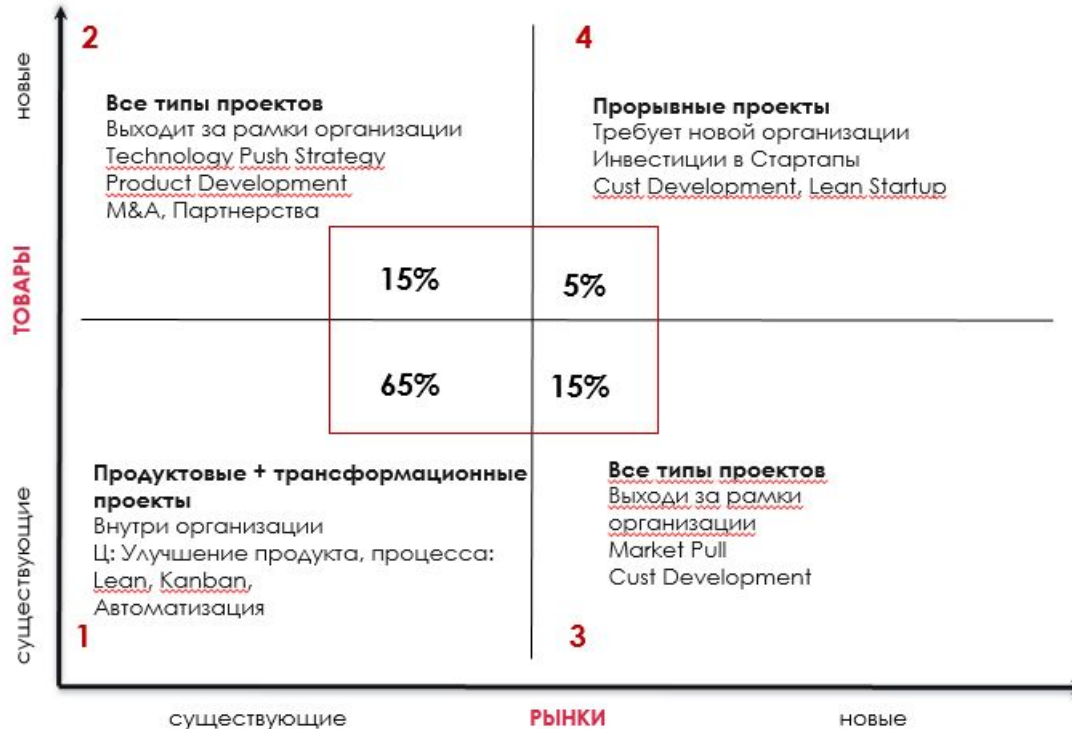 2
4
новые
Все типы проектов
Выходит за рамки организации
Technology Push Strategy
Product Development
M&A, Партнерства
Прорывные проекты
Требует новой организации
Инвестиции в Стартапы
Cust Development, Lean Startup
ТОВАРЫ
15%
5%
65%
15%
существующие
Продуктовые + трансформационные
проекты
Внутри организации
Ц: Улучшение продукта, процесса:
Lean, Kanban,
Автоматизация
1
Все типы проектов
Выходи за рамки
организации
Market Pull
Cust Development
3
существующие
РЫНКИ
новые